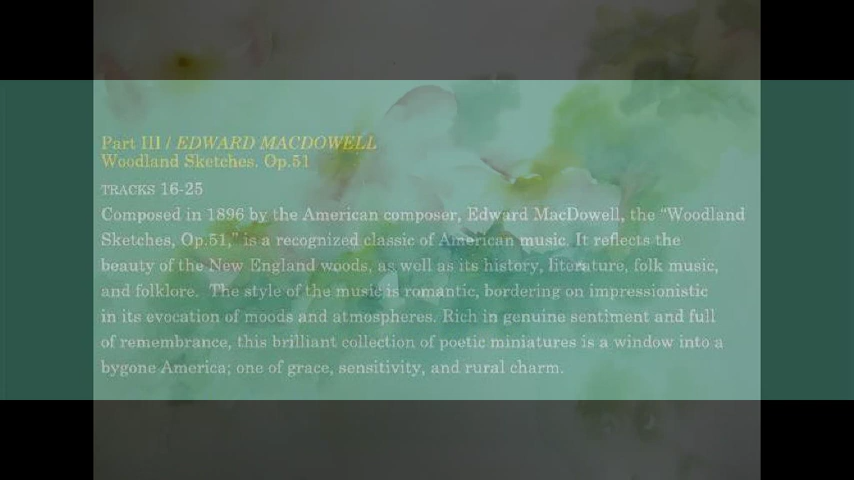 Part III / EDWARD MACDOWELL
Woodland Sketches. Op.51
TRACKS 16-25
Composed in 1896 by the American composer, Edward MacDowell, the “Woodland
Sketches, Op.51,” is a recognized classic of American music. It reflects the
beauty of the New England woods, as well as its history, literature, folk music,
and folklore. The style of the music is romantic, bordering on impressionistic
in its evocation of moods and atmospheres. Rich in genuine sentiment and full
of remembrance, this brilliant collection of poetic miniatures is a window into a
bygone America; one of grace, sensitivity, and rural charm.